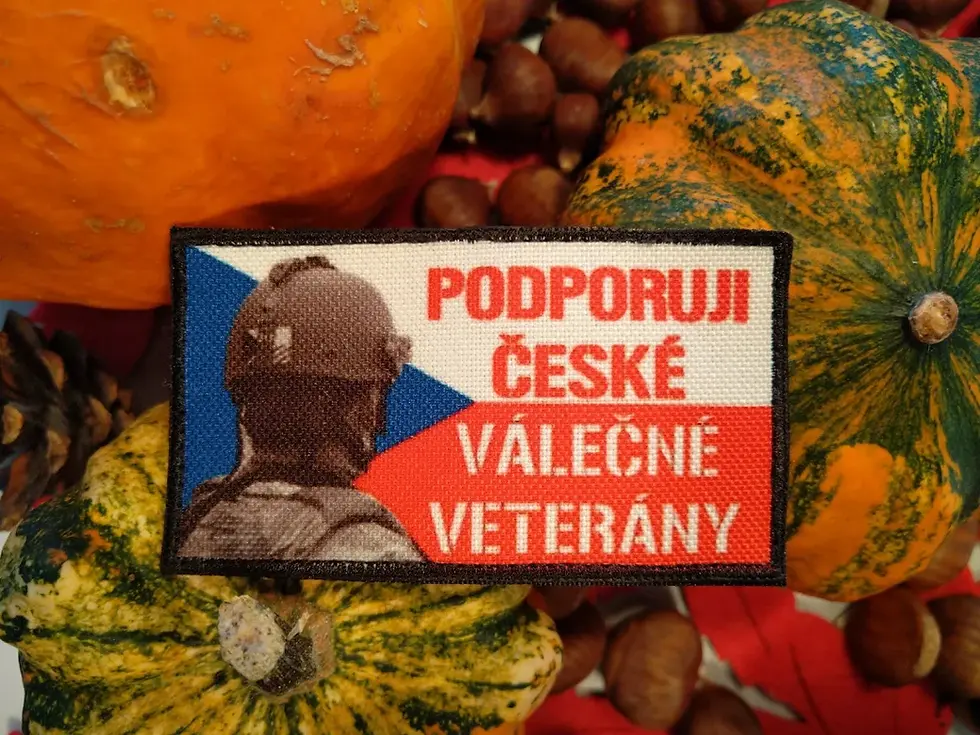 PODPORUJI
ČESKÉ
VÁLEČNÉ
VETERÁNY